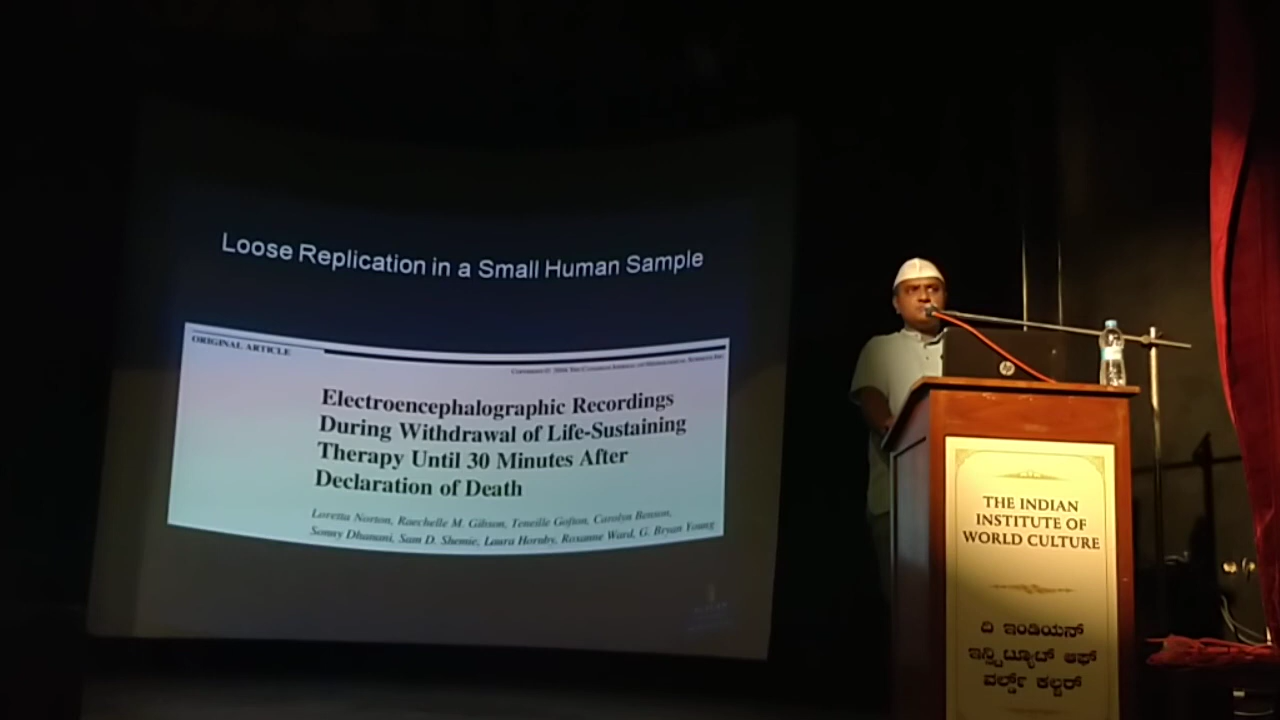 Loose Replication in a Small Human Sample
ORIGINAL ARTICLE
Electroencephalographic Recordings
During Withdrawal of Life-Sustaining
Therapy Until 30 Minutes After
Declaration of Death
Loretta Norton, Raechelle M. Gibson, Teneille Gofton, Carolyn Benson,
Sonny Dhanani, Sam D. Shemie, Laura Hornby, Roxanne Ward, G. Bryan Young
hp
THE INDIAN
INSTITUTE OF
WORLD CULTURE
ದಿ ಇಂಡಿಯನ್
ಇನ್ಸ್ಟಿಟ್ಯೂಟ್ ಆಫ್
ವರ್ಲ್ಡ್ ಕಲ್ಚರ್